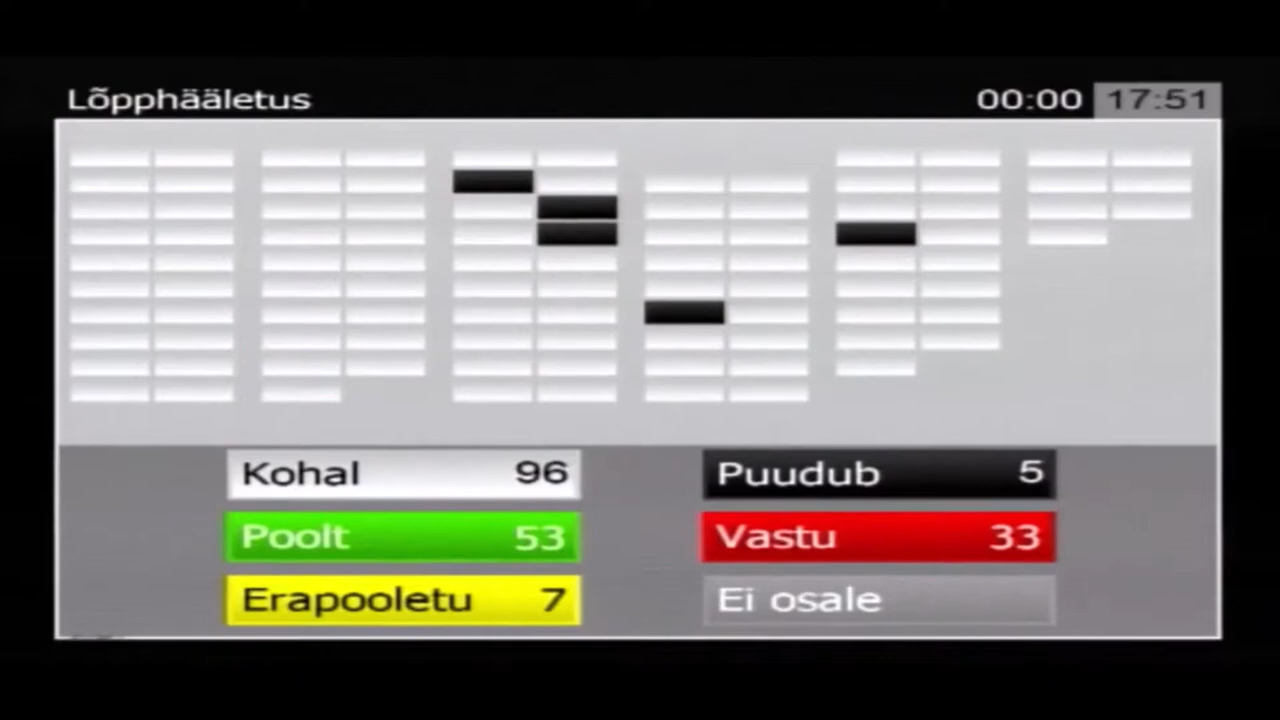 Lõpphääletus 00:00 17:51
Kohal 96 Puudub 5
Poolt 53 Vastu 33
Erapooletu 7 Ei osale